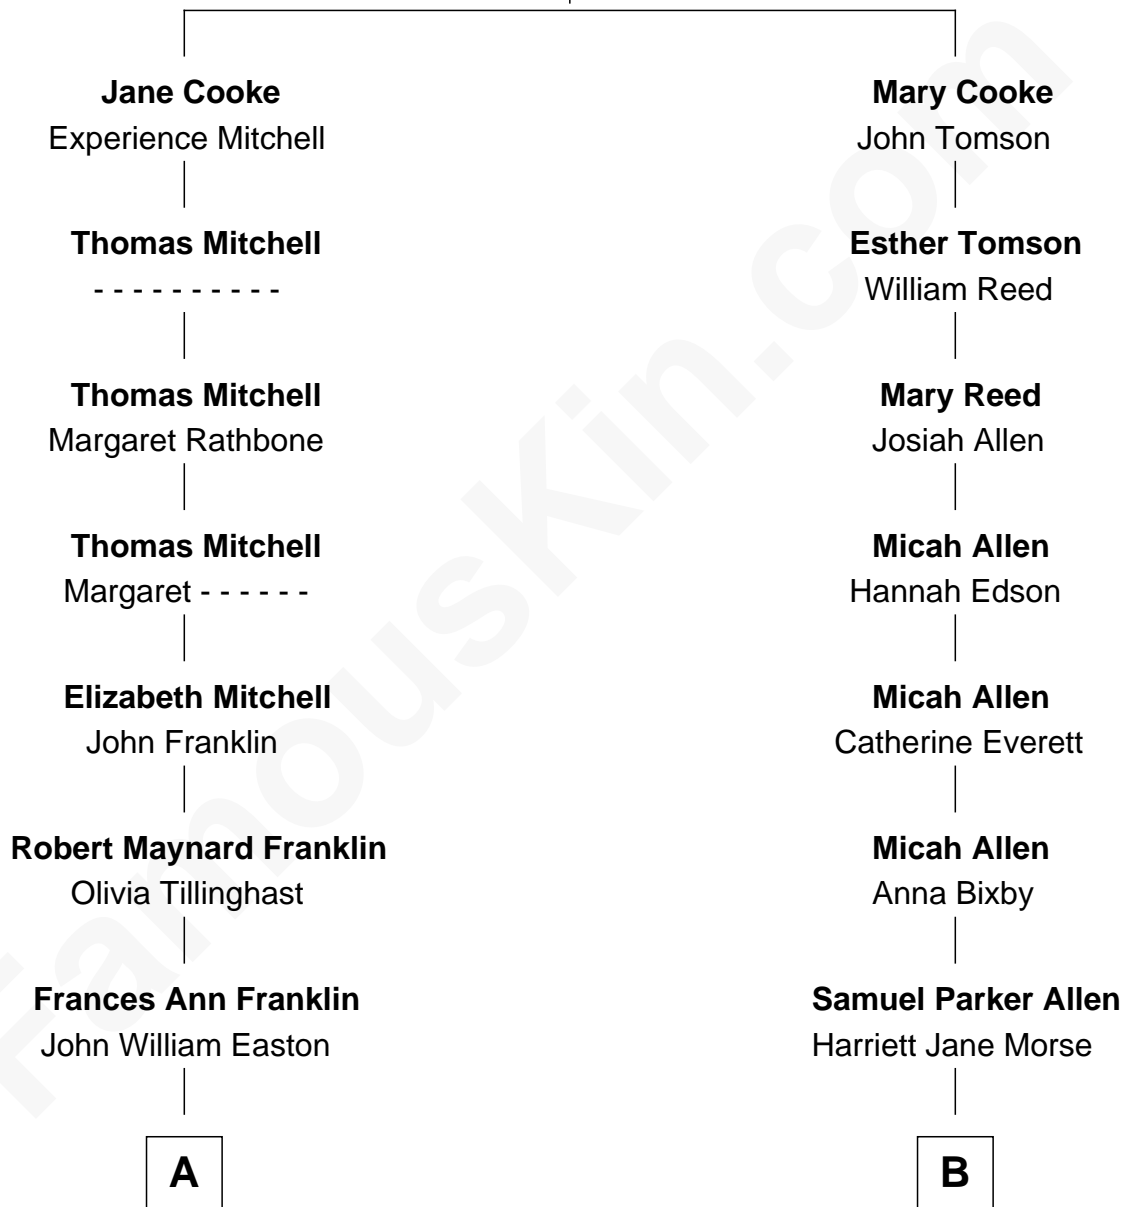 Jane Cooke
Experience Mitchell
Mary Cooke
John Tomson
Thomas Mitchell
- - - - - - - - - -
Esther Tomson
William Reed
Thomas Mitchell
Margaret Rathbone
Mary Reed
Josiah Allen
Thomas Mitchell
Margaret - - - - - -
Micah Allen
Hannah Edson
Elizabeth Mitchell
John Franklin
Micah Allen
Catherine Everett
Robert Maynard Franklin
Olivia Tillinghast
Micah Allen
Anna Bixby
Frances Ann Franklin
John William Easton
Samuel Parker Allen
Harriett Jane Morse
A
B
FamousKin.com